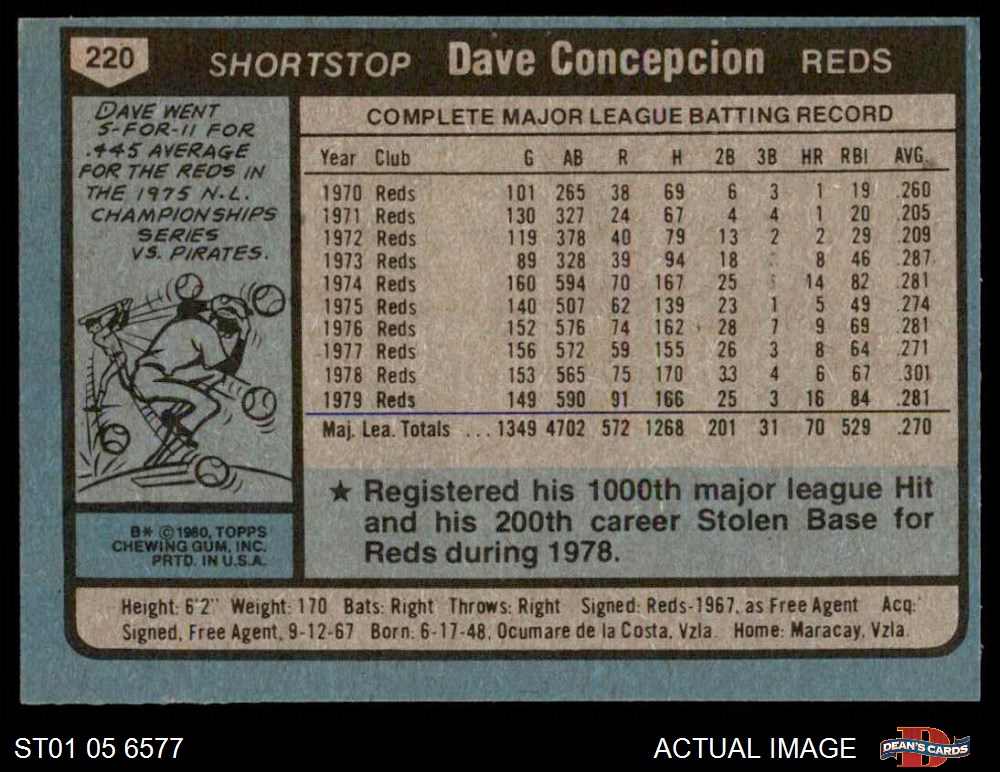 220 SHORTSTOP Dave Concepcion REDS
DAVE WENT
5-FOR-11 FOR
.445 AVERAGE
FOR THE REDS IN
THE 1975 N.L.
CHAMPIONSHIPS
SERIES
VS. PIRATES.
COMPLETE MAJOR LEAGUE BATTING RECORD
Year Club G AB R H 2B 3B HR RBI AVG.
1970 Reds 101 265 38 69 6 3 1 19 .260
1971 Reds 130 327 24 67 4 4 1 20 .205
1972 Reds 119 378 40 79 13 2 2 29 .209
1973 Reds 89 328 39 94 18 8 46 .287
1974 Reds 160 594 70 167 25 14 82 .281
1975 Reds 140 507 62 139 23 1 5 49 .274
1976 Reds 152 576 74 162 28 7 9 69 .281
1977 Reds 156 572 59 155 26 3 8 64 .271
1978 Reds 153 565 75 170 33 4 6 67 .301
1979 Reds 149 590 91 166 25 3 16 84 .281
Maj. Lea. Totals ... 1349 4702 572 1268 201 31 70 529 .270
★ Registered his 1000th major league Hit
and his 200th career Stolen Base for
Reds during 1978.
B* ©1980, TOPPS
CHEWING GUM, INC.
PRTD. IN U.S.A.
Height: 6'2" Weight: 170 Bats: Right Throws: Right Signed: Reds-1967, as Free Agent Acq:
Signed, Free Agent, 9-12-67 Born: 6-17-48, Ocumare de la Costa, Vzla. Home: Maracay, Vzla.
ST01 05 6577
ACTUAL IMAGE
D
DEAN'S CARDS